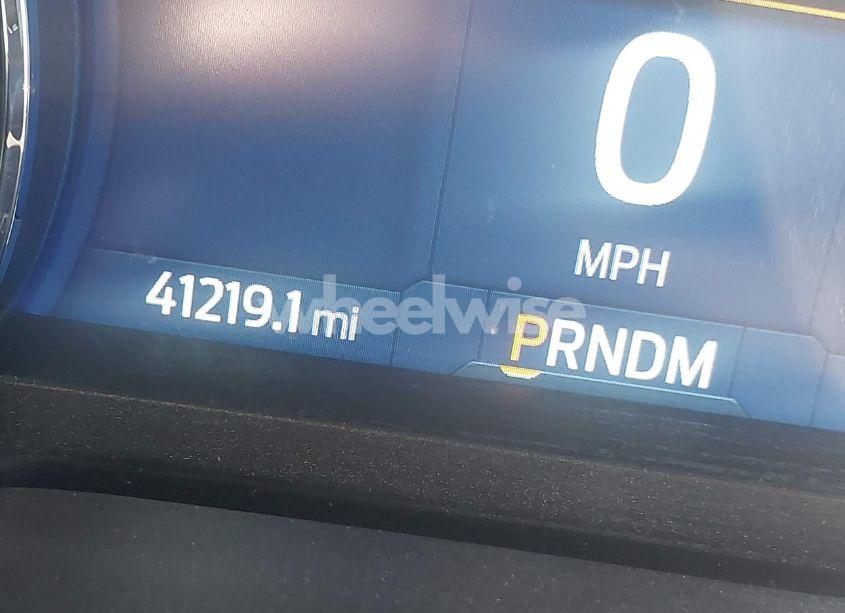 0
MPH
41219.1 mi
PRNDM
wheelwise